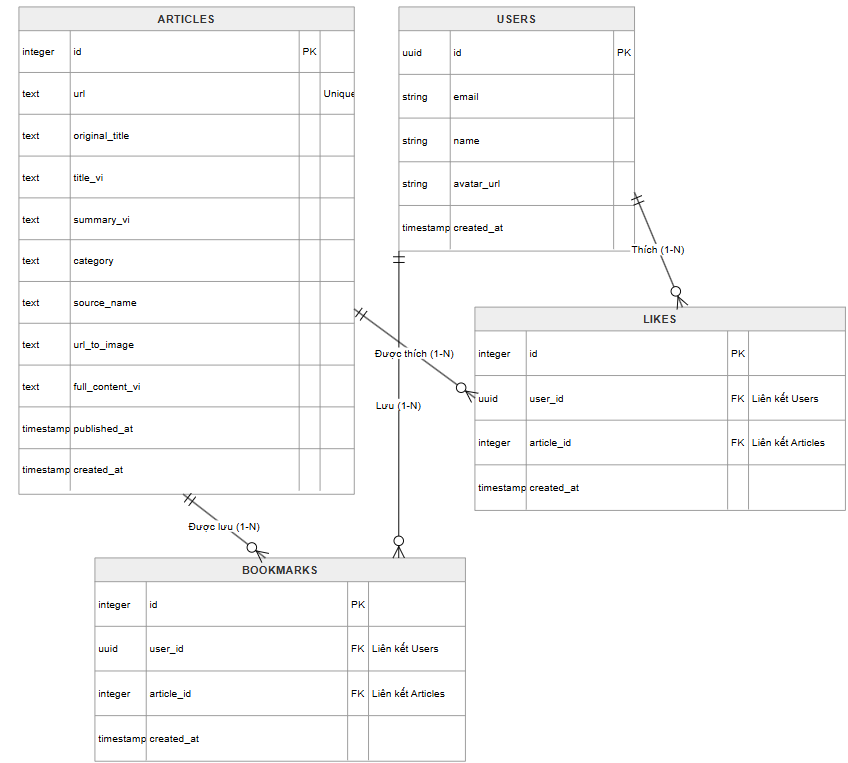 ARTICLES
integer id PK
text url Unique
text original_title
text title_vi
text summary_vi
text category
text source_name
text url_to_image
text full_content_vi
timestamp published_at
timestamp created_at
USERS
uuid id PK
string email
string name
string avatar_url
timestamp created_at
Thích (1-N)
Được thích (1-N)
Lưu (1-N)
Được lưu (1-N)
LIKES
integer id PK
uuid user_id FK Liên kết Users
integer article_id FK Liên kết Articles
timestamp created_at
BOOKMARKS
integer id PK
uuid user_id FK Liên kết Users
integer article_id FK Liên kết Articles
timestamp created_at